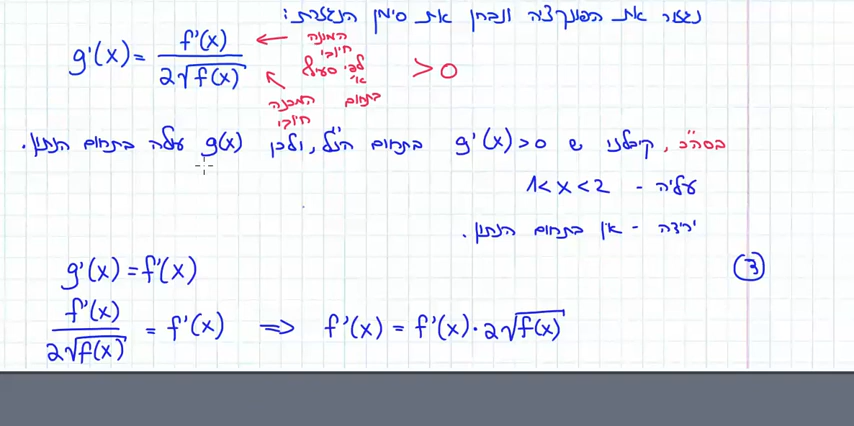 נגזור את הפונקציה ונבחן את סימן הנגזרת:
g'(x) = f'(x) / 2√f(x) > 0
המונה חיובי לפי סעיף א'
המכנה חיובי בתחום
בסה"כ, קיבלנו ש g'(x)>0 בתחום הנ"ל, ולכן g(x) עולה בתחום הנתון.
עליה - 1<x<2
ירידה - אין בתחום הנתון.
g'(x) = f'(x)
f'(x) / 2√f(x) = f'(x) ⇒ f'(x) = f'(x) · 2√f(x)